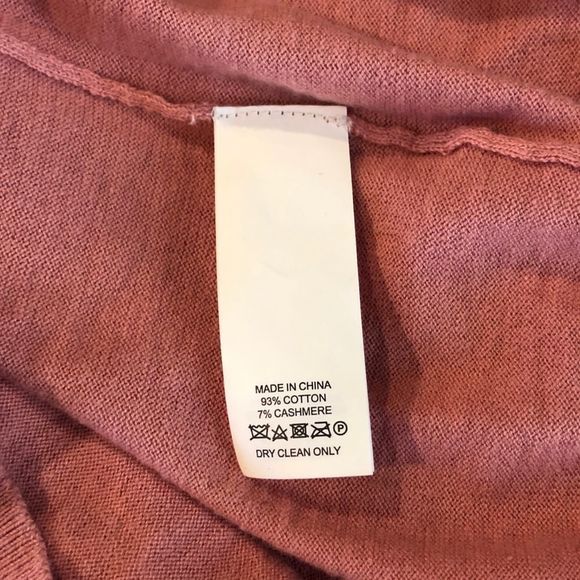 MADE IN CHINA
93% COTTON
7% CASHMERE
P
DRY CLEAN ONLY